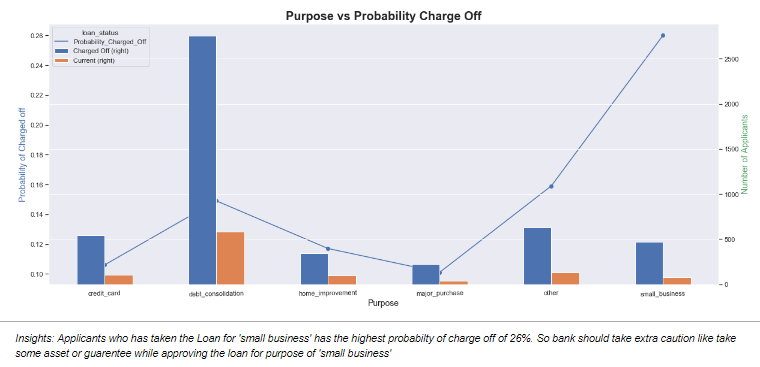 Purpose vs Probability Charge Off
loan_status
Probability_Charged_Off
Charged Off (right)
Current (right)
0.26
0.24
0.22
0.20
0.18
0.16
0.14
0.12
0.10
Probability of Charged off
2500
2000
1500
1000
500
0
Number of Applicants
credit_card debt_consolidation home_improvement major_purchase other small_business
Purpose
Insights: Applicants who has taken the Loan for 'small business' has the highest probabilty of charge off of 26%. So bank should take extra caution like take
some asset or guarentee while approving the loan for purpose of 'small business'